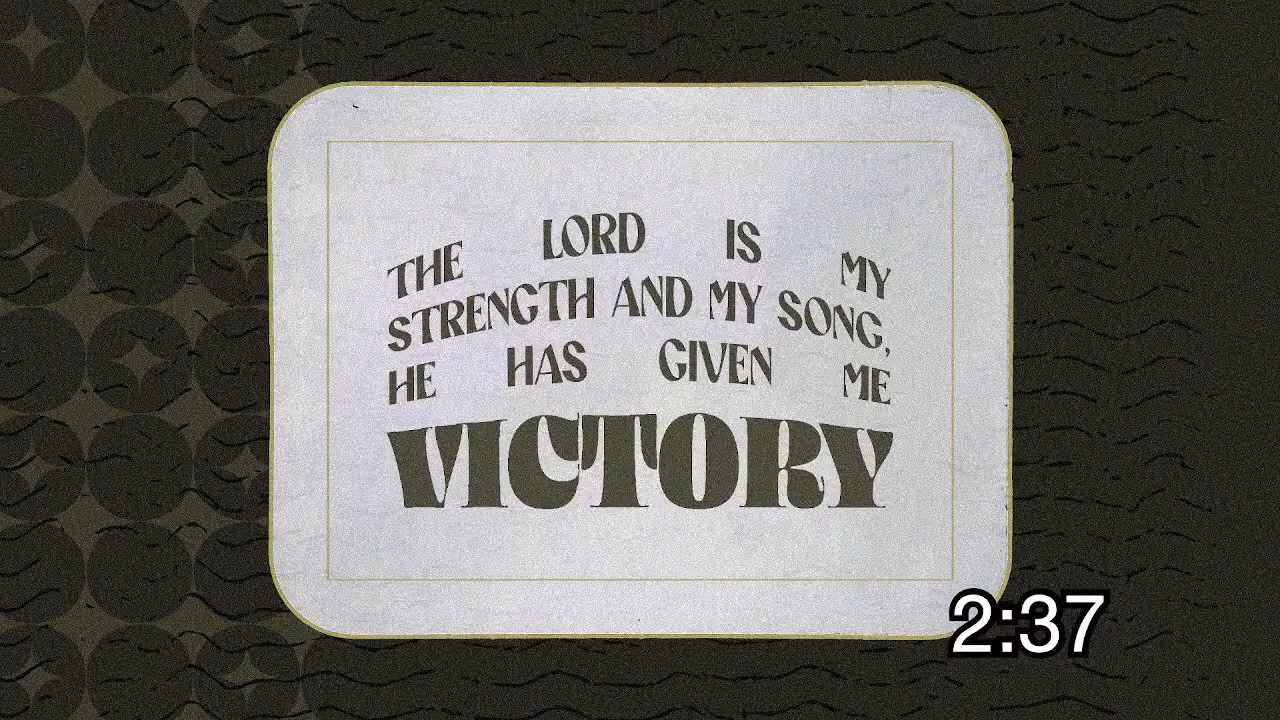 THE LORD IS MY
STRENGTH AND MY SONG,
HE HAS GIVEN ME
VICTORY
2:37